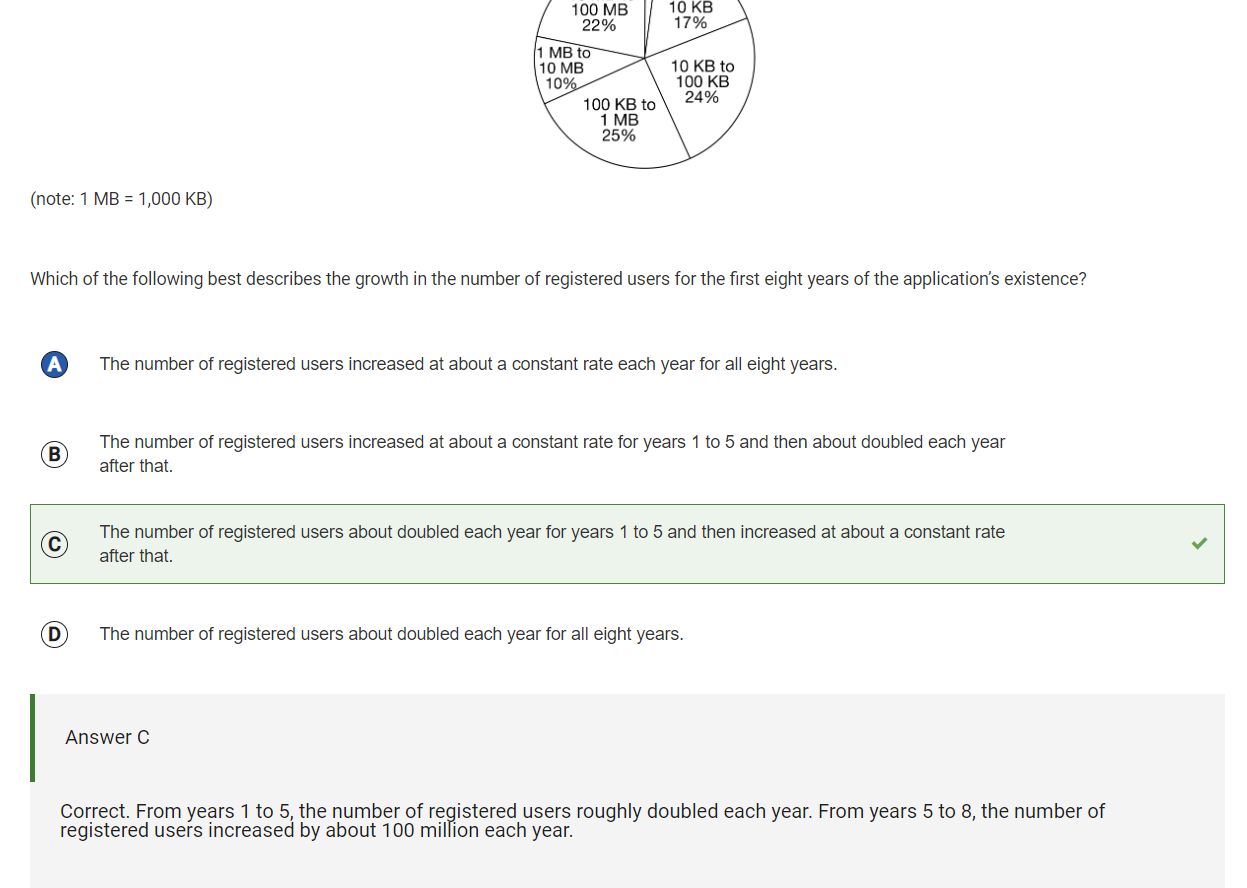 100 MB
22%
10 KB
17%
1 MB to
10 MB
10%
10 KB to
100 KB
24%
100 KB to
1 MB
25%
(note: 1 MB = 1,000 KB)
Which of the following best describes the growth in the number of registered users for the first eight years of the application's existence?
A The number of registered users increased at about a constant rate each year for all eight years.
B The number of registered users increased at about a constant rate for years 1 to 5 and then about doubled each year
after that.
C The number of registered users about doubled each year for years 1 to 5 and then increased at about a constant rate
after that.
D The number of registered users about doubled each year for all eight years.
Answer C
Correct. From years 1 to 5, the number of registered users roughly doubled each year. From years 5 to 8, the number of
registered users increased by about 100 million each year.